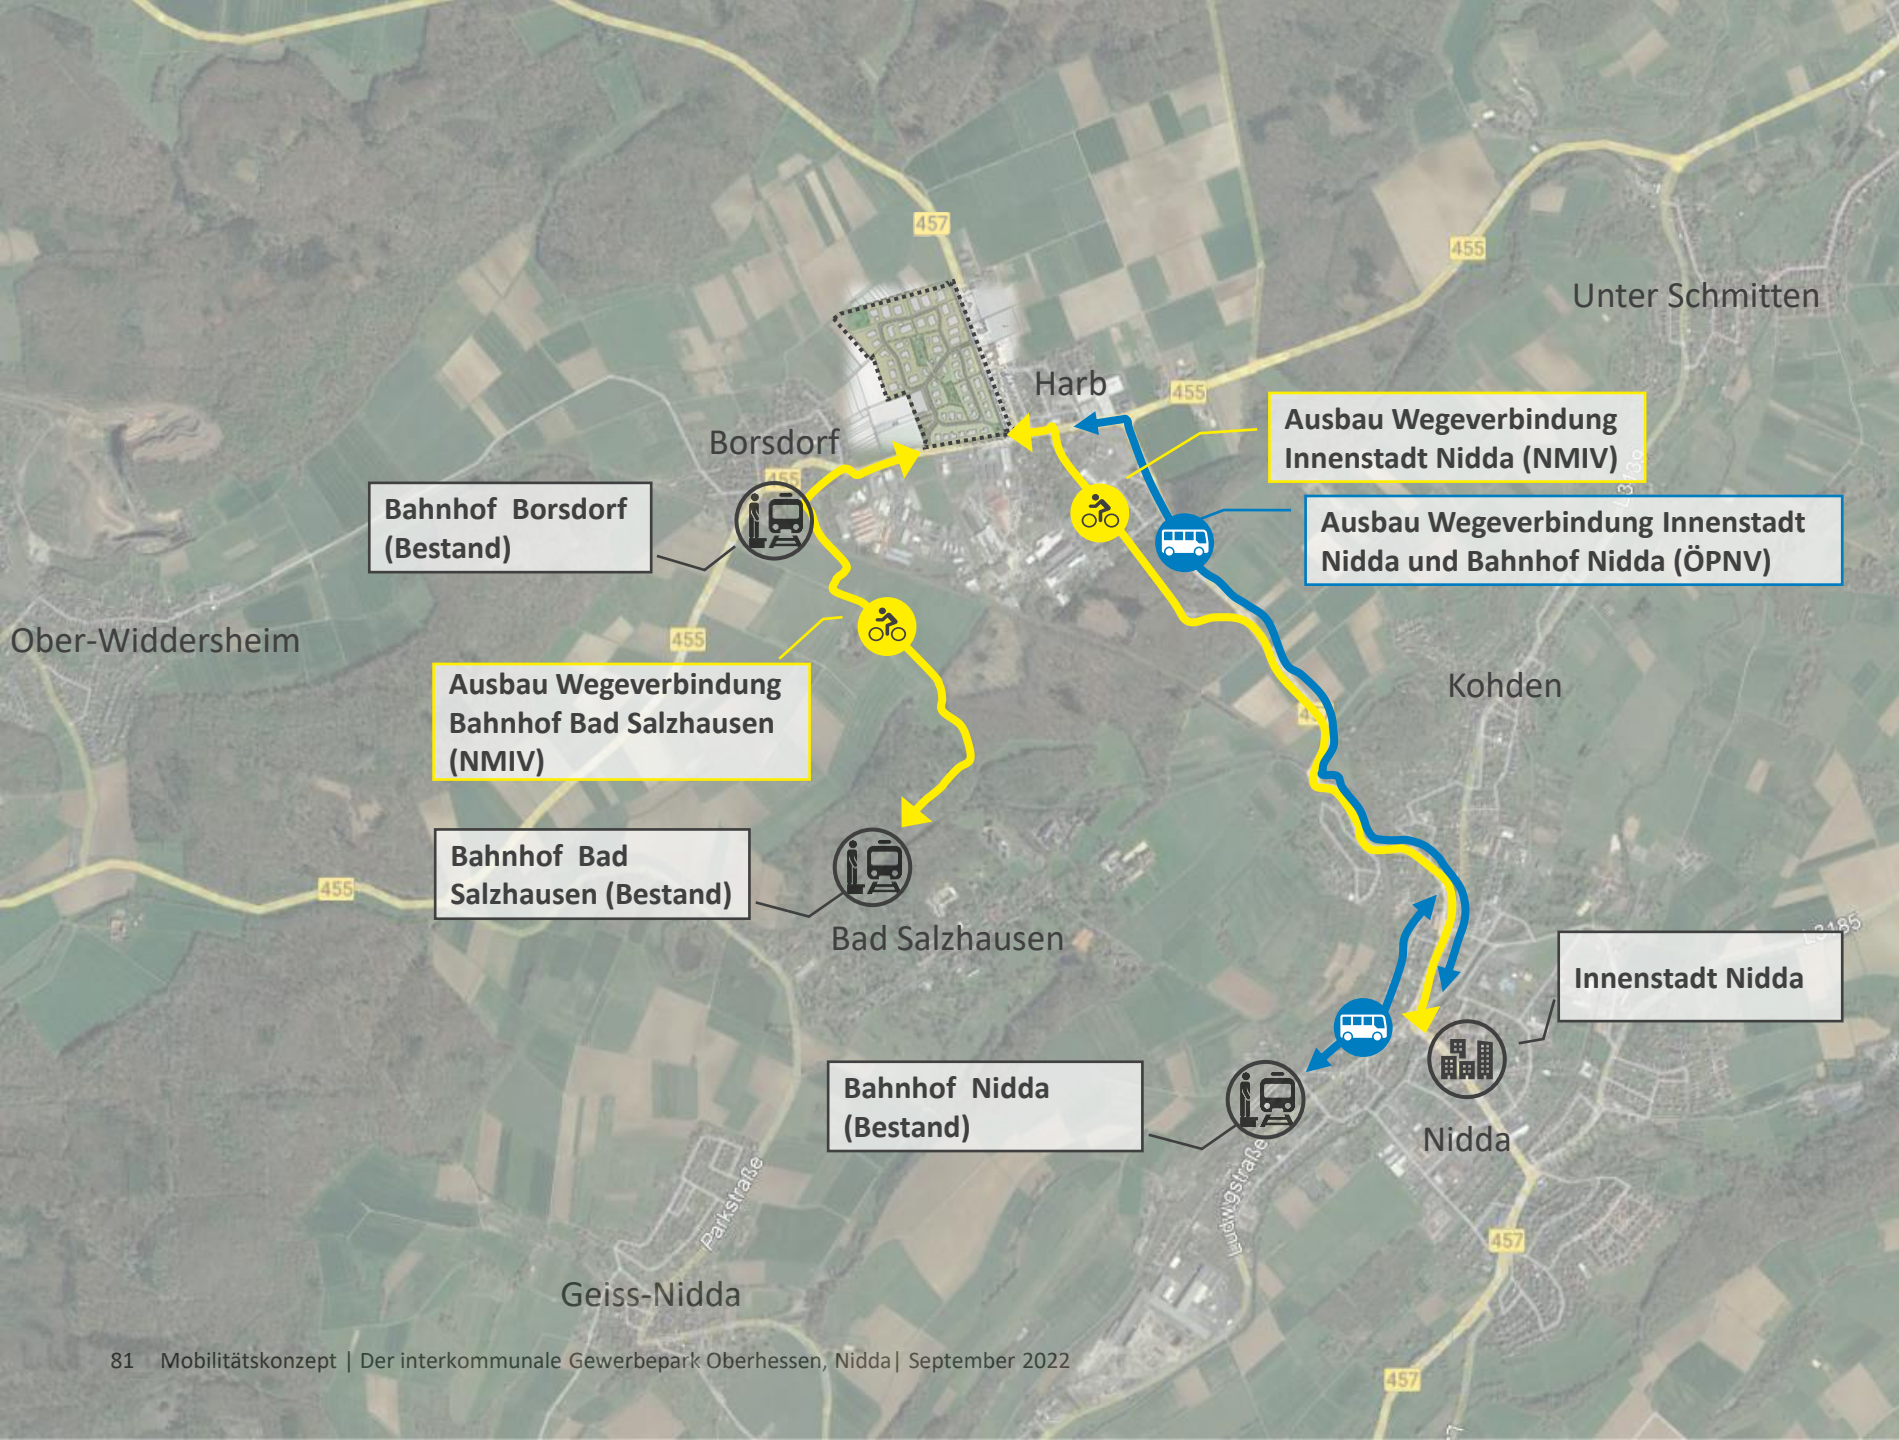 457
455
Unter Schmitten
Harb
455
Ausbau Wegeverbindung
Innenstadt Nidda (NMIV)
Borsdorf
455
Bahnhof Borsdorf
(Bestand)
Ausbau Wegeverbindung Innenstadt
Nidda und Bahnhof Nidda (ÖPNV)
Ober-Widdersheim
455
Ausbau Wegeverbindung
Bahnhof Bad Salzhausen
(NMIV)
Kohden
Bahnhof Bad
Salzhausen (Bestand)
455
Bad Salzhausen
Innenstadt Nidda
Bahnhof Nidda
(Bestand)
Nidda
Parkstraße
Ludwigstraße
457
Geiss-Nidda
81 Mobilitätskonzept | Der interkommunale Gewerbepark Oberhessen, Nidda| September 2022
457